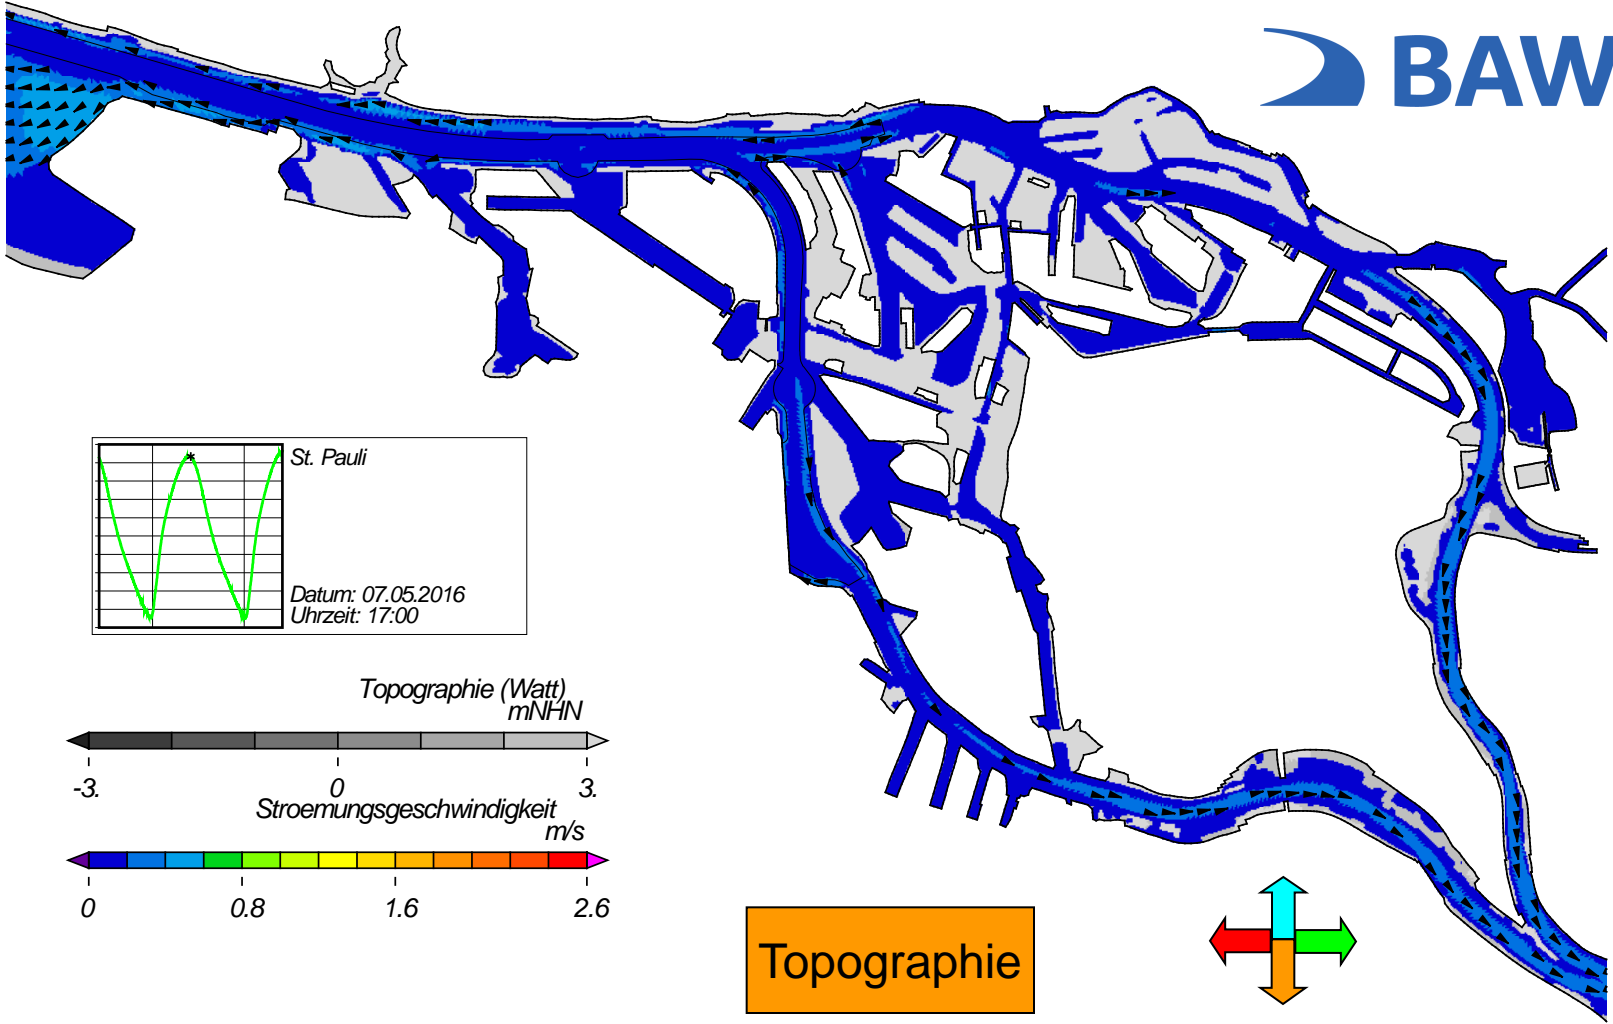 BAW
St. Pauli
Datum: 07.05.2016
Uhrzeit: 17:00
Topographie (Watt)
mNHN
-3. 0 3.
Stroemungsgeschwindigkeit
m/s
0 0.8 1.6 2.6
Topographie